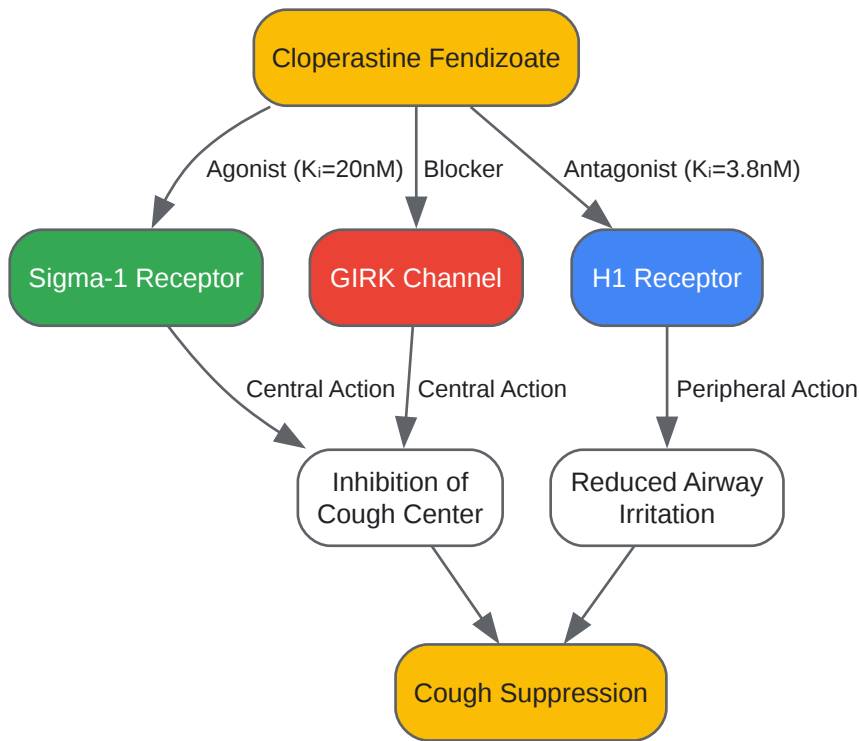 Cloperastine Fendizoate
Agonist (Kᵢ=20nM)
Blocker
Antagonist (Kᵢ=3.8nM)
Sigma-1 Receptor
GIRK Channel
H1 Receptor
Central Action
Central Action
Peripheral Action
Inhibition of
Cough Center
Reduced Airway
Irritation
Cough Suppression